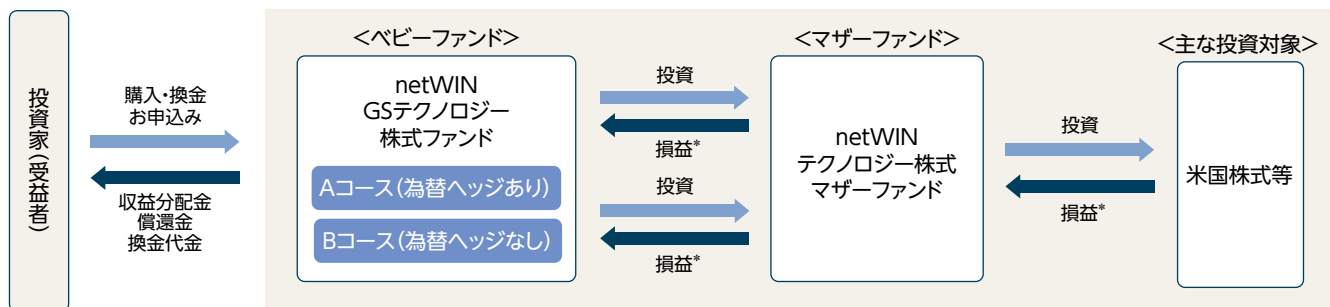 投資家（受益者）
購入・換金
お申込み
収益分配金
償還金
換金代金
＜ベビーファンド＞
netWIN
GSテクノロジー
株式ファンド
Aコース（為替ヘッジあり）
Bコース（為替ヘッジなし）
投資
損益*
投資
損益*
＜マザーファンド＞
netWIN
テクノロジー株式
マザーファンド
投資
損益*
＜主な投資対象＞
米国株式等